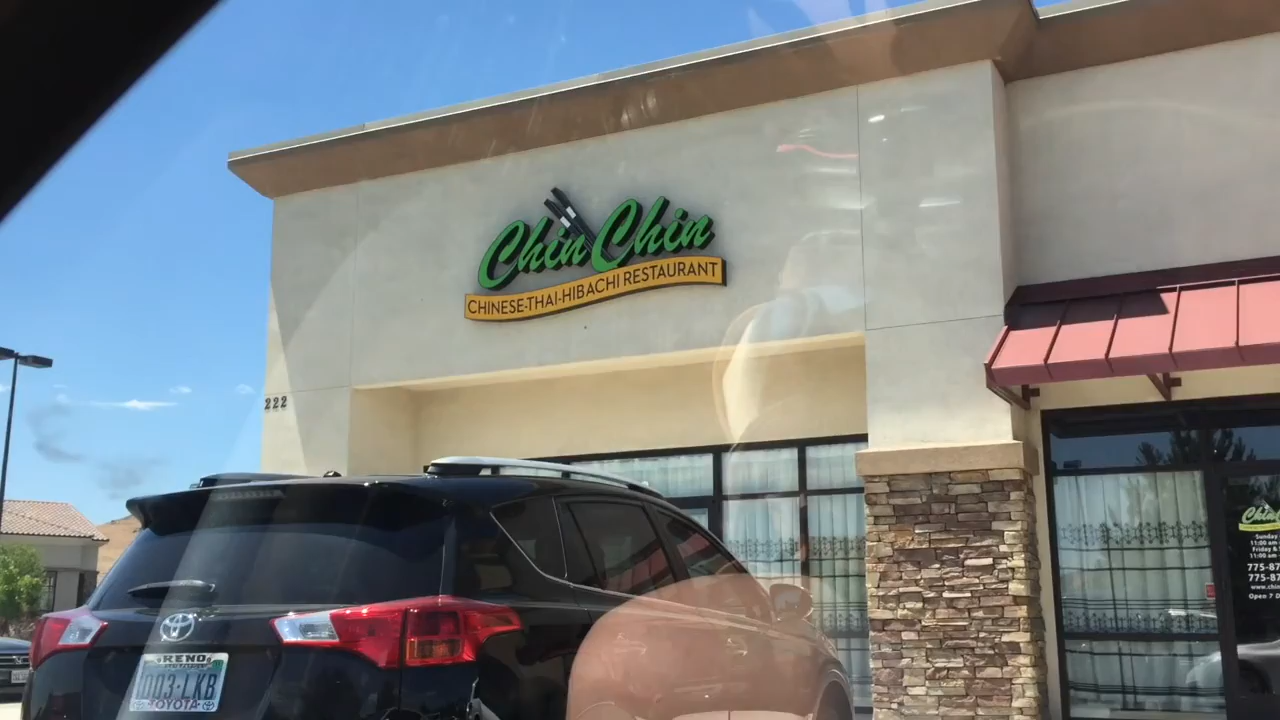 Chin Chin
CHINESE-THAI-HIBACHI RESTAURANT
222
RENO
003·LKB
TOYOTA
Chin
Sunday
11:00 am
Friday &
11:00 am
775-87
775-87
www.chin
Open 7 D